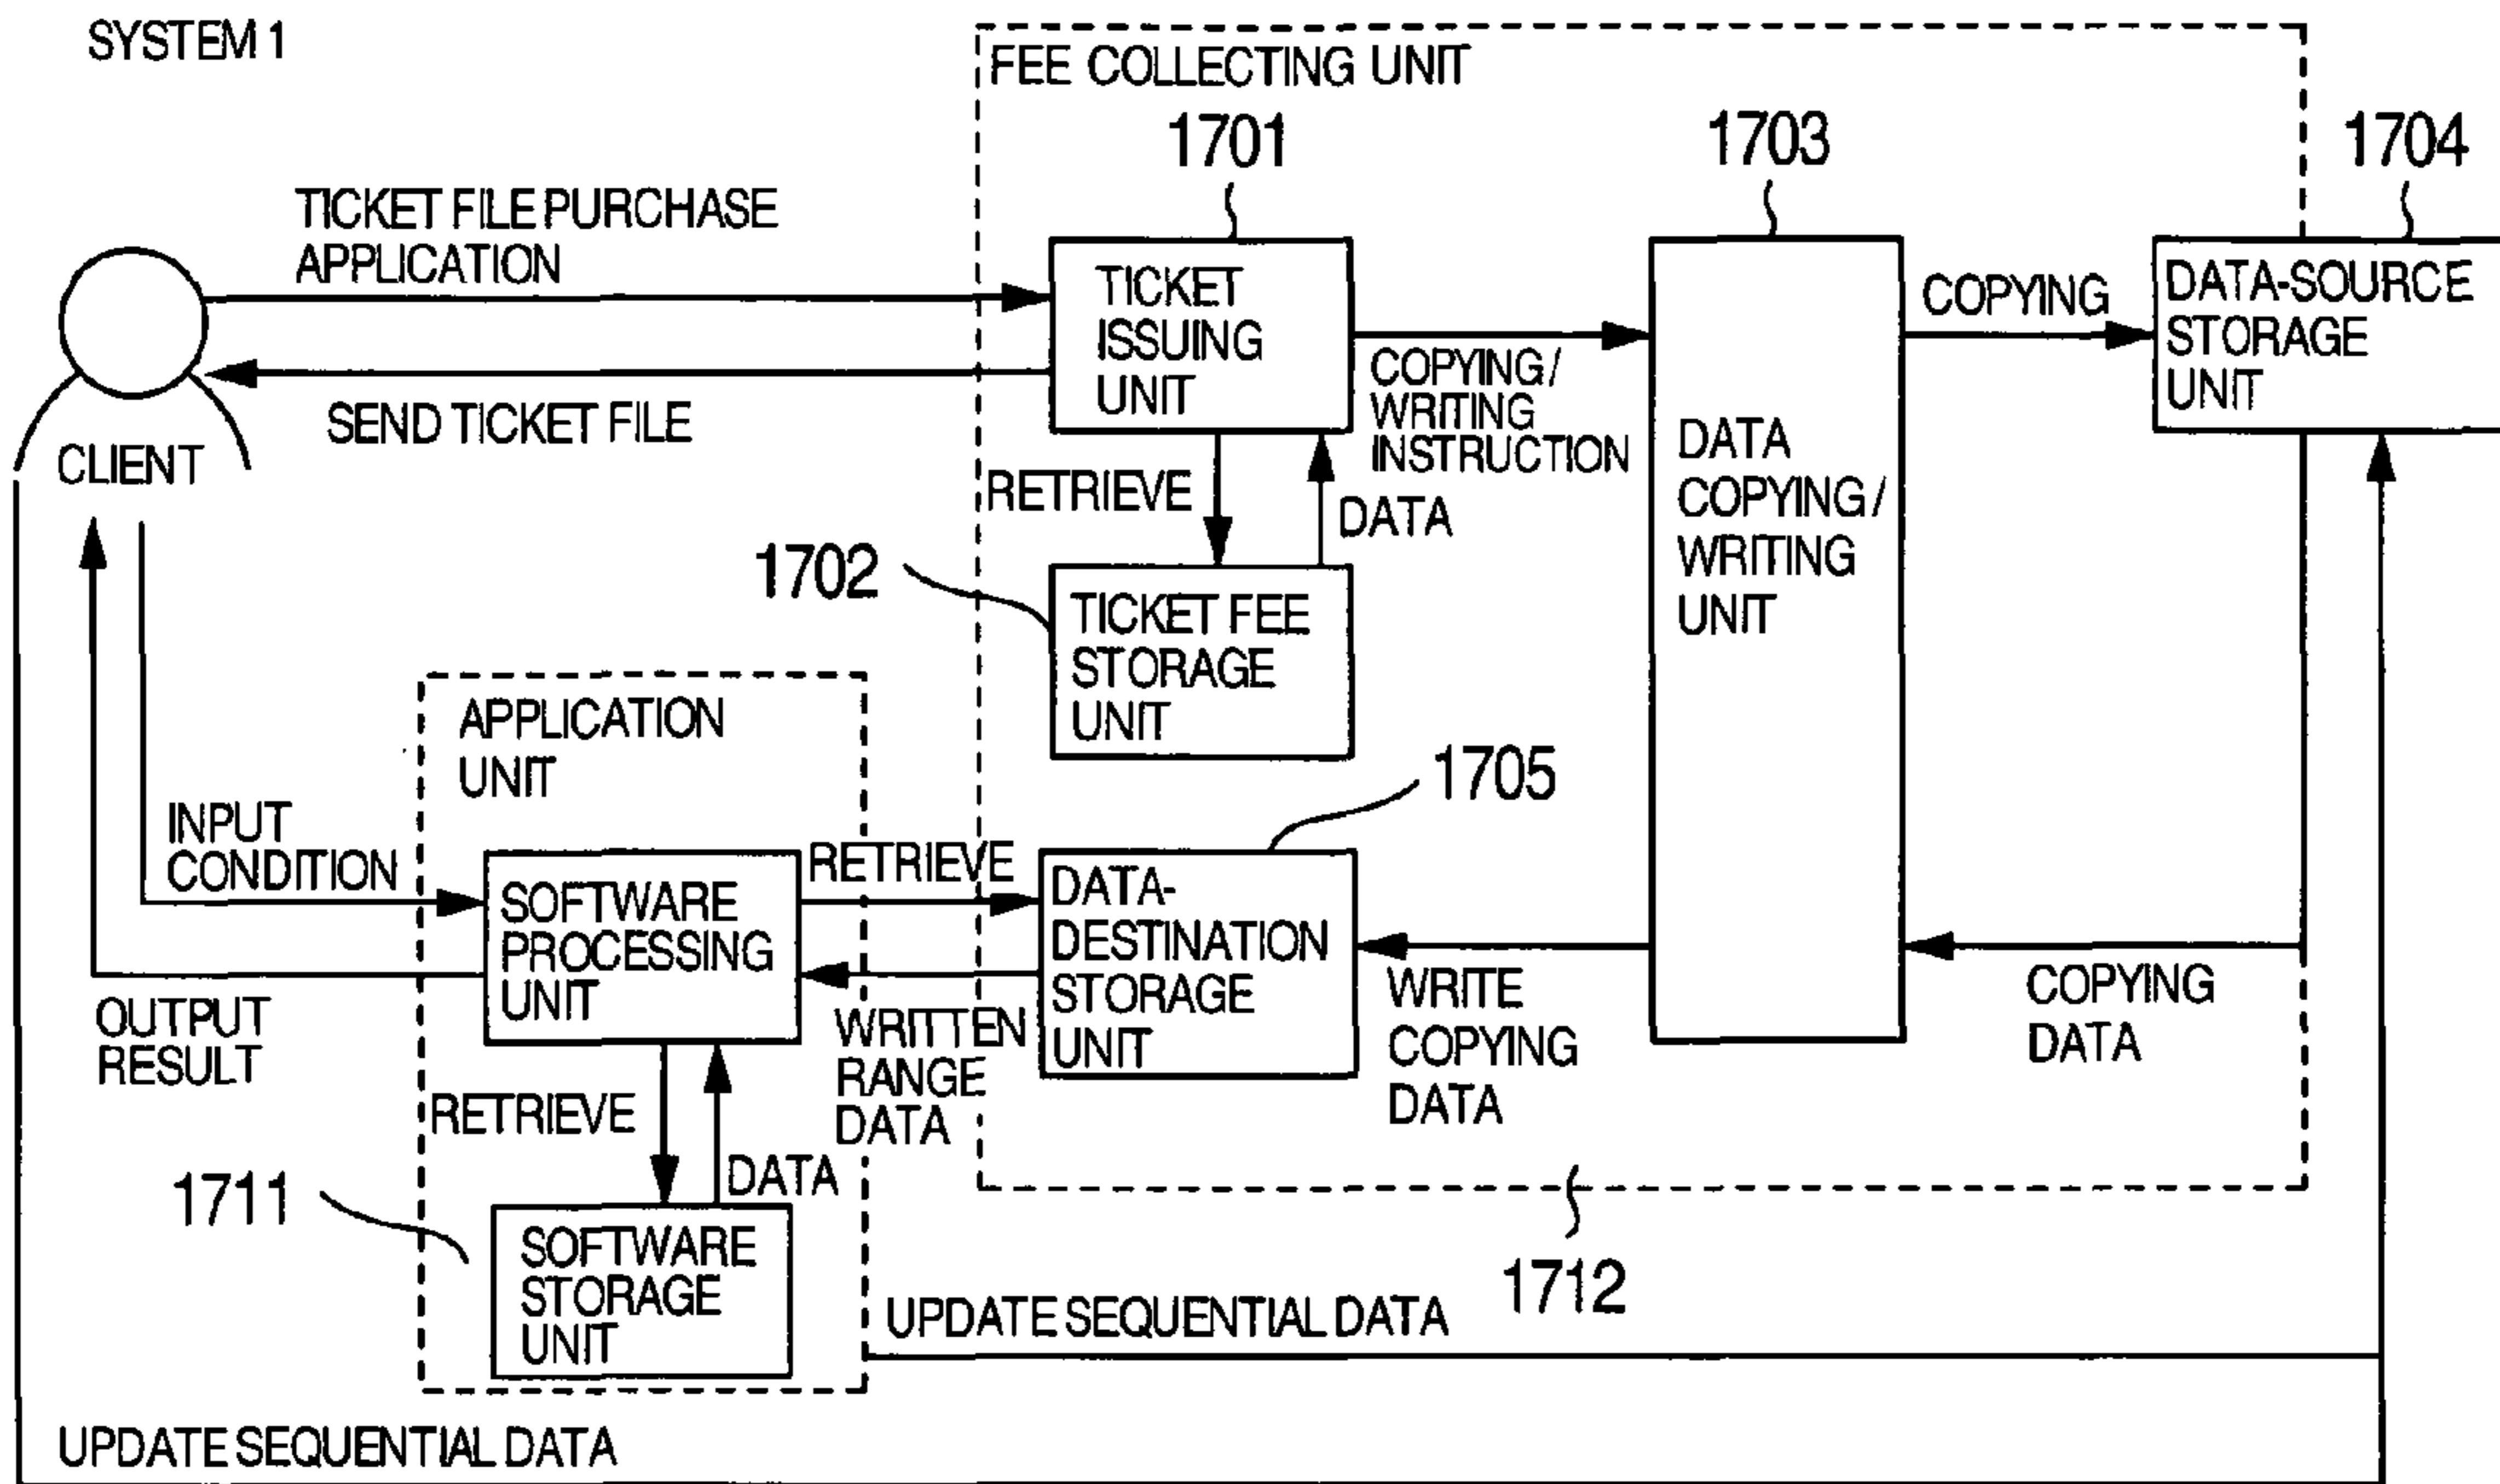 SYSTEM 1
FEE COLLECTING UNIT
1701
1703
1704
TICKET FILE PURCHASE
APPLICATION
TICKET
ISSUING
UNIT
COPYING
DATA-SOURCE
STORAGE
UNIT
SEND TICKET FILE
CLIENT
COPYING/
WRITING
INSTRUCTION
DATA
COPYING/
WRITING
UNIT
RETRIEVE
DATA
1702
TICKET FEE
STORAGE
UNIT
APPLICATION
UNIT
1705
INPUT
CONDITION
SOFTWARE
PROCESSING
UNIT
RETRIEVE
DATA-
DESTINATION
STORAGE
UNIT
OUTPUT
RESULT
WRITTEN
RANGE
DATA
WRITE
COPYING
DATA
COPYING
DATA
RETRIEVE
DATA
1711
SOFTWARE
STORAGE
UNIT
1712
UPDATE SEQUENTIAL DATA
UPDATE SEQUENTIAL DATA